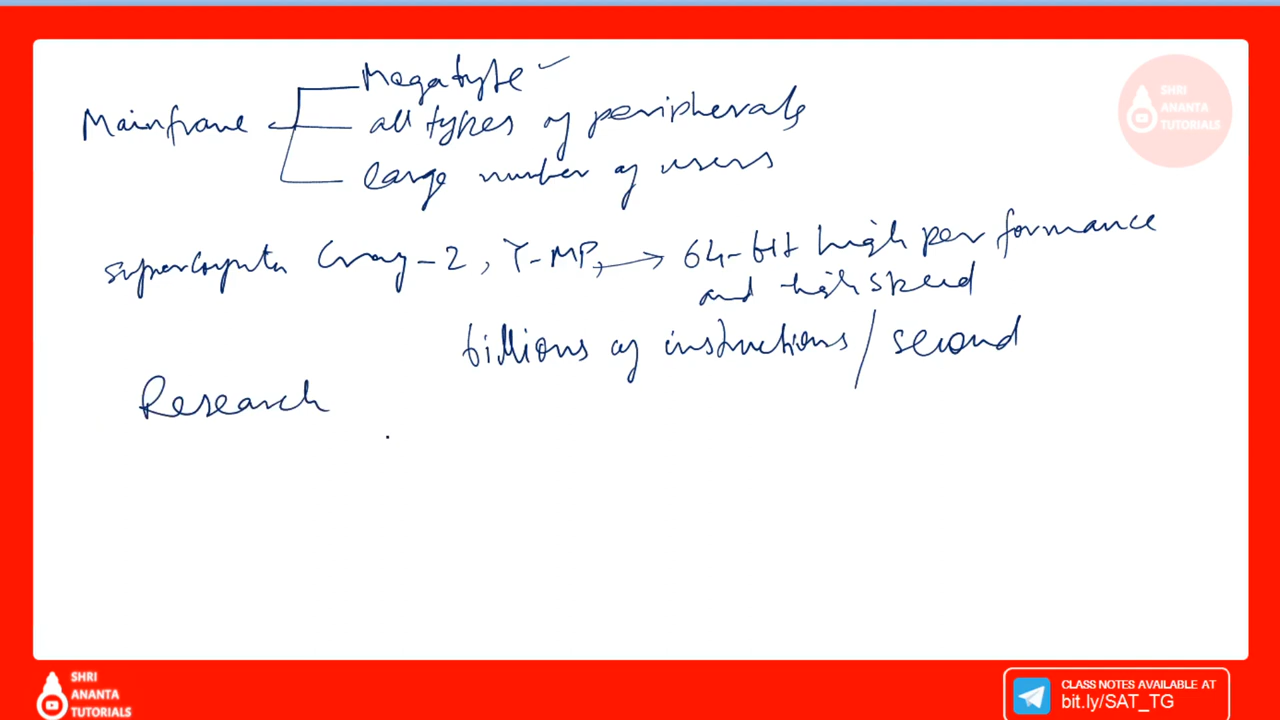 Megabyte ✓
Mainframe all types of peripherals
large number of users
supercomputer Cray-2, Y-MP, → 64-bit high performance
and high speed
billions of instructions / second
Research
SHRI
ANANTA
TUTORIALS
SHRI
ANANTA
TUTORIALS
CLASS NOTES AVAILABLE AT
bit.ly/SAT_TG